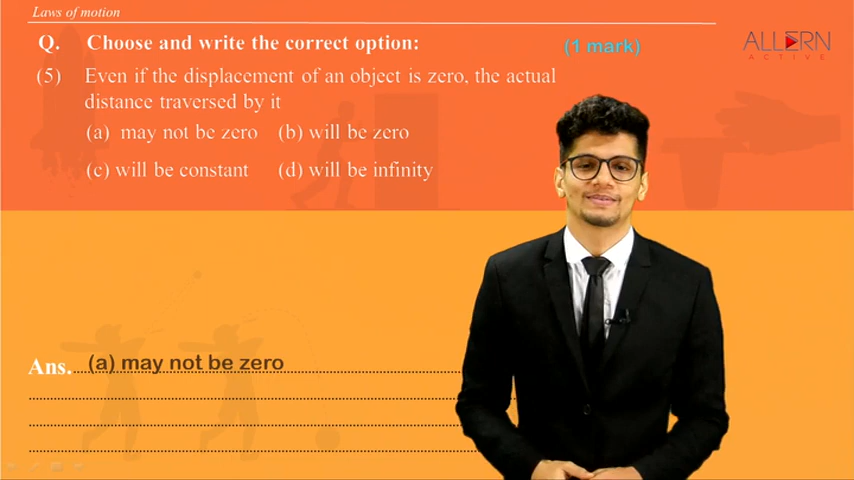 Laws of motion
Q. Choose and write the correct option: (1 mark)
ALLERN
ACTIVE
(5) Even if the displacement of an object is zero, the actual
distance traversed by it
(a) may not be zero (b) will be zero
(c) will be constant (d) will be infinity
Ans. (a) may not be zero